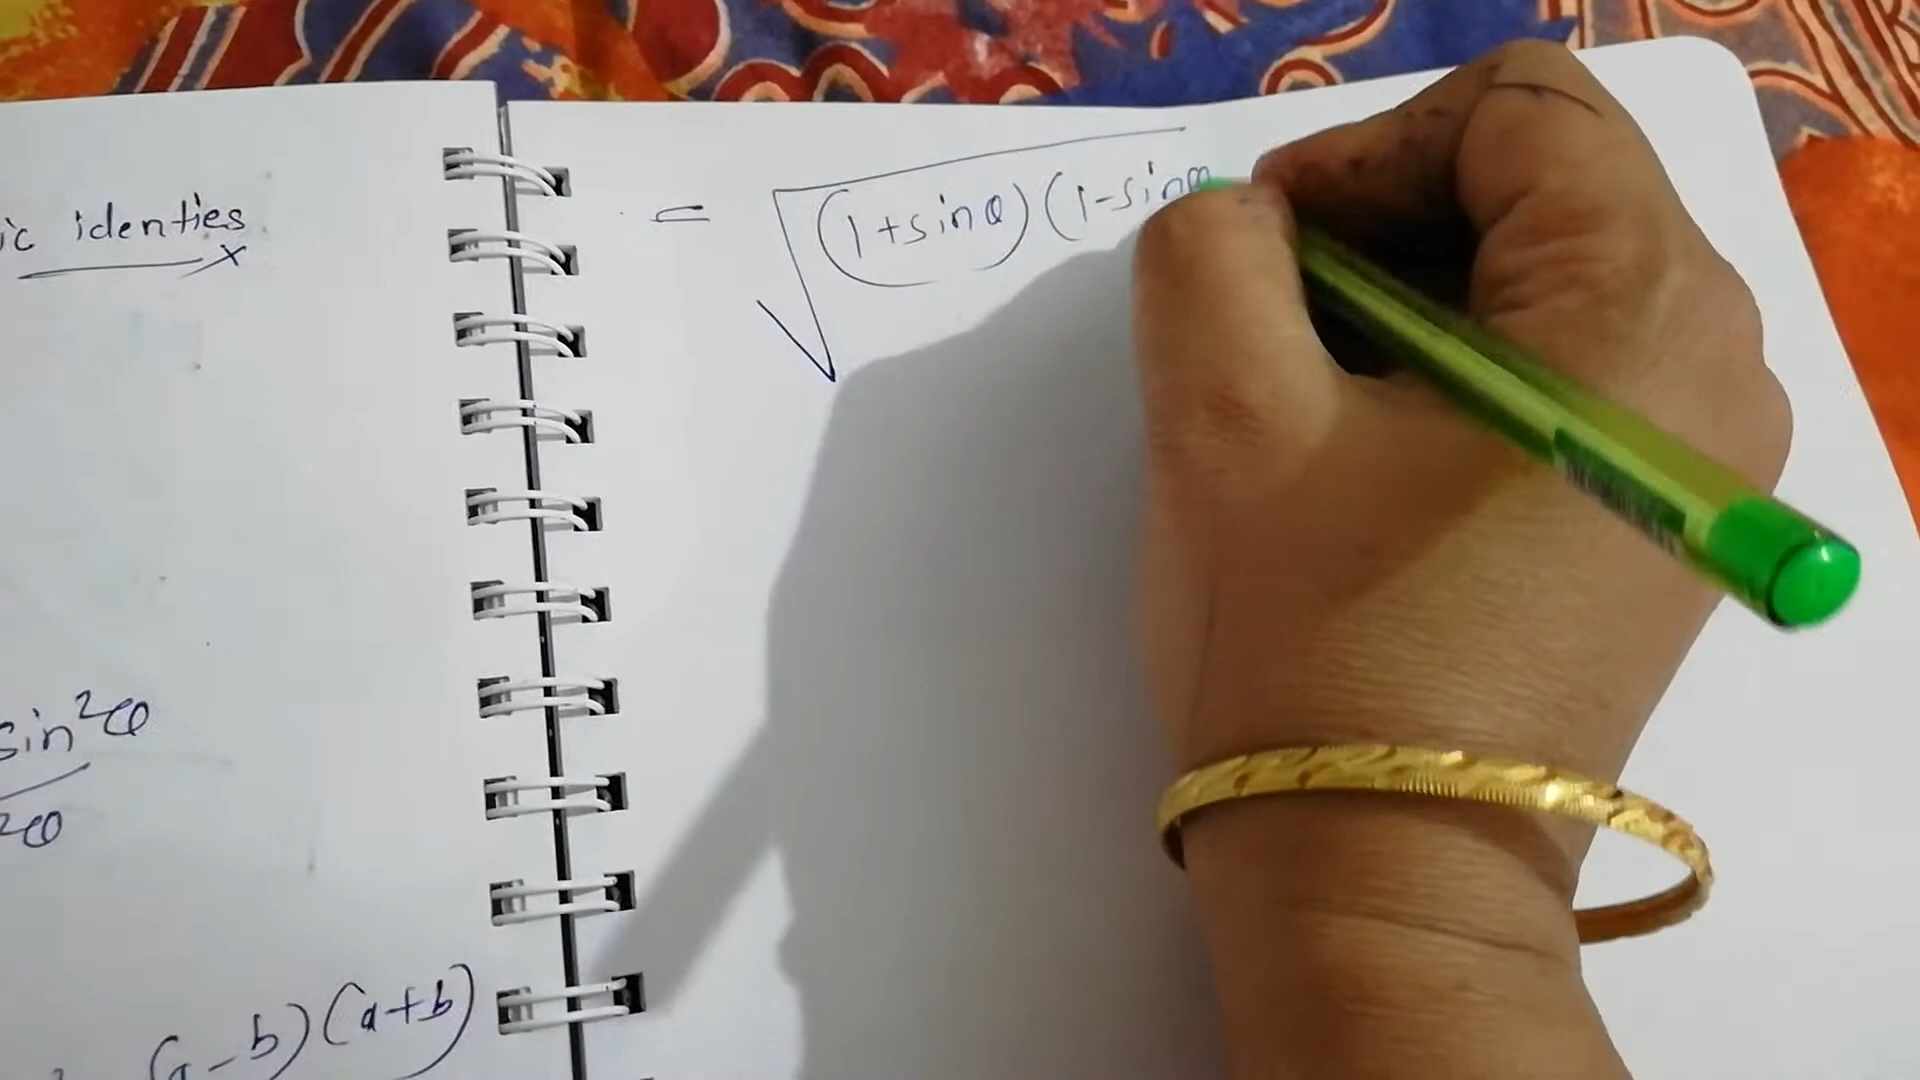 ic identies
sin²θ
²θ
(a-b)(a+b)
= √(1+sinθ)(1-sinθ